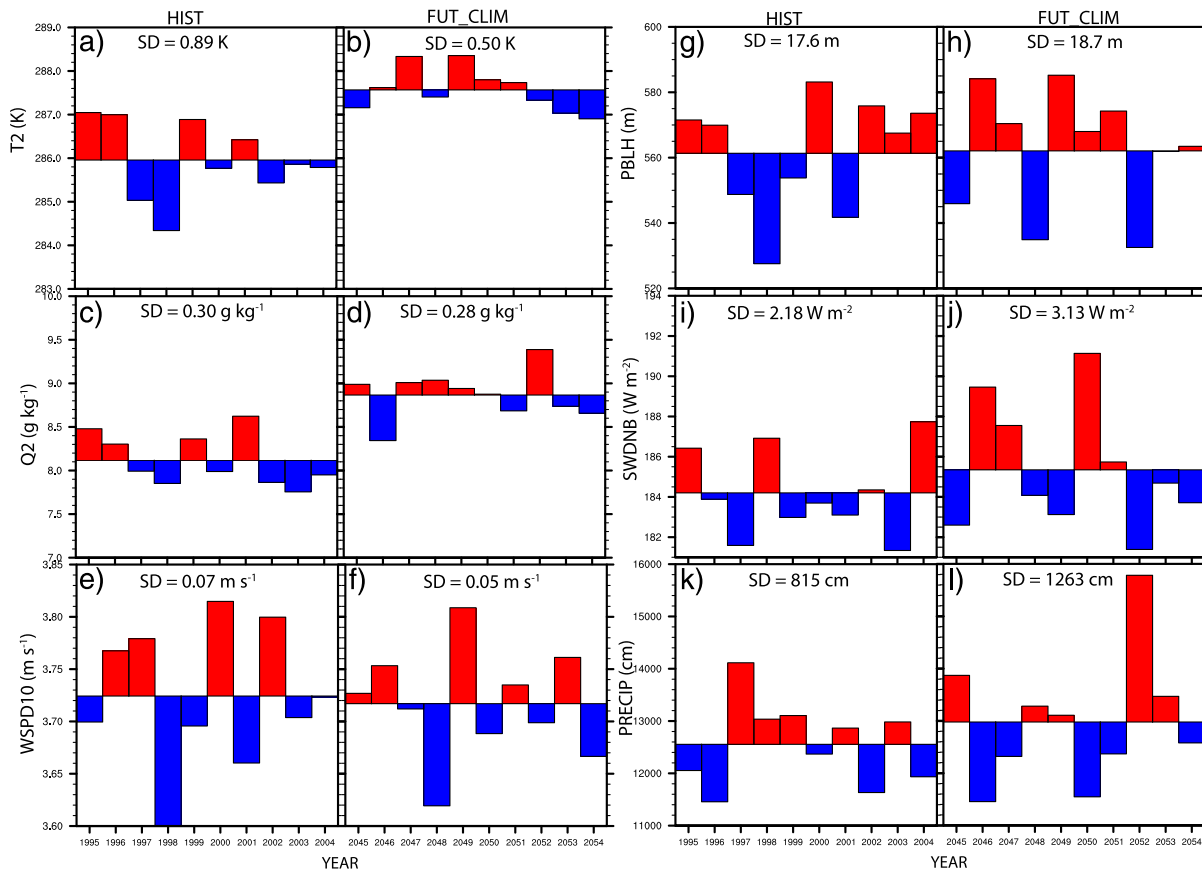 HIST
FUT_CLIM
HIST
FUT_CLIM
a)
SD = 0.89 K
b)
SD = 0.50 K
g)
SD = 17.6 m
h)
SD = 18.7 m
289.0
288.0
287.0
286.0
285.0
284.0
283.0
T2 (K)
600
580
560
540
520
PBLH (m)
c)
SD = 0.30 g kg⁻¹
d)
SD = 0.28 g kg⁻¹
i)
SD = 2.18 W m⁻²
j)
SD = 3.13 W m⁻²
10.0
9.5
9.0
8.5
8.0
7.5
7.0
Q2 (g kg⁻¹)
194
192
190
188
186
184
182
181
SWDNB (W m⁻²)
e)
SD = 0.07 m s⁻¹
f)
SD = 0.05 m s⁻¹
k)
SD = 815 cm
l)
SD = 1263 cm
3.85
3.80
3.75
3.70
3.65
3.60
WSPD10 (m s⁻¹)
16000
15000
14000
13000
12000
11000
PRECIP (cm)
1995 1996 1997 1998 1999 2000 2001 2002 2003 2004
2045 2046 2047 2048 2049 2050 2051 2052 2053 2054
1995 1996 1997 1998 1999 2000 2001 2002 2003 2004
2045 2046 2047 2048 2049 2050 2051 2052 2053 2054
YEAR
YEAR